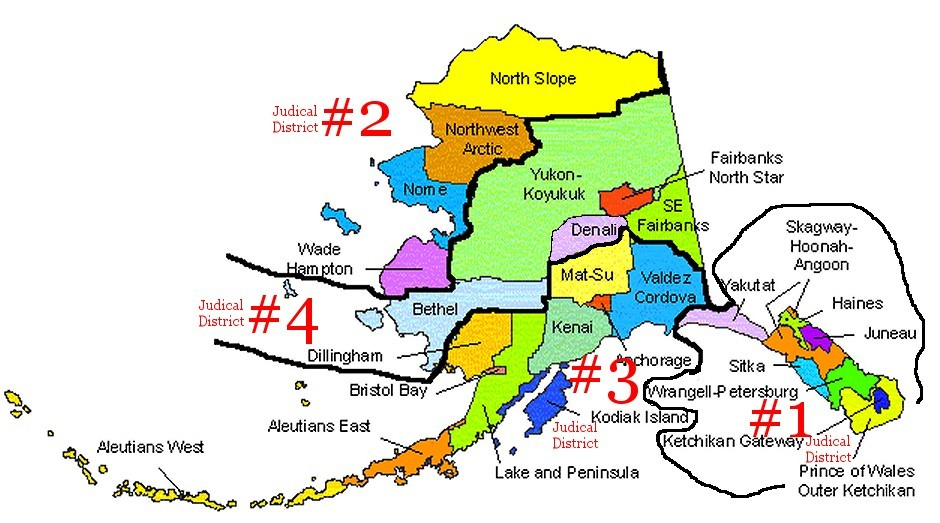 North Slope
Judical
District
#2
Northwest
Arctic
Fairbanks
North Star
Yukon-
Koyukuk
Nome
SE
Fairbanks
Skagway-
Hoonah-
Angoon
Denali
Wade
Hampton
Mat-Su
Valdez
Cordova
Yakutat
Haines
Judical
District
#4
Bethel
Kenai
Juneau
Dillingham
Anchorage
Sitka
Bristol Bay
#3
Wrangell-Petersburg
Kodiak Island
#1
Aleutians East
Judical
District
Ketchikan Gateway
Judical
District
Aleutians West
Lake and Peninsula
Prince of Wales
Outer Ketchikan